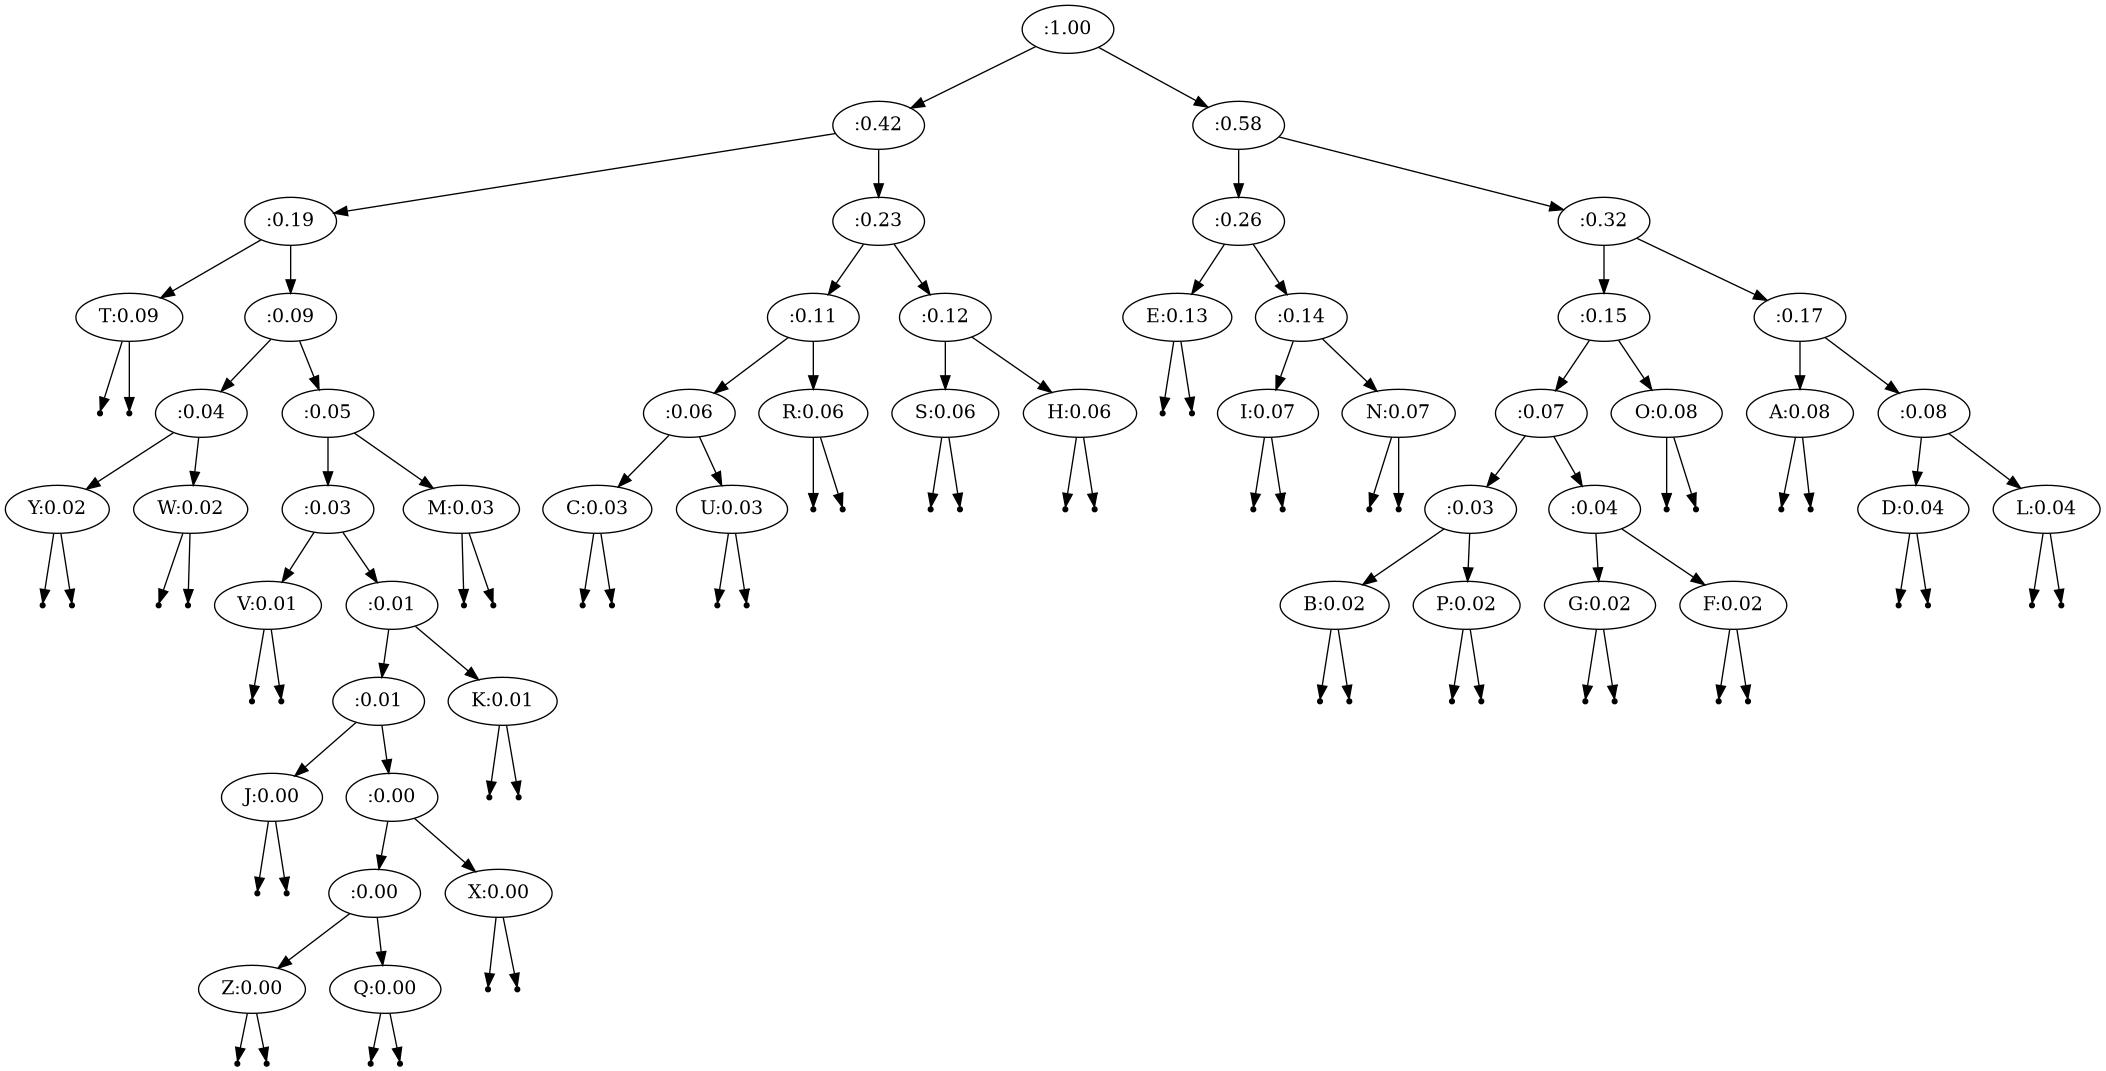 :1.00
:0.42 :0.58
:0.19 :0.23 :0.26 :0.32
T:0.09 :0.09 :0.11 :0.12 E:0.13 :0.14 :0.15 :0.17
:0.04 :0.05 :0.06 R:0.06 S:0.06 H:0.06 I:0.07 N:0.07 :0.07 O:0.08 A:0.08 :0.08
Y:0.02 W:0.02 :0.03 M:0.03 C:0.03 U:0.03 :0.03 :0.04 D:0.04 L:0.04
V:0.01 :0.01 B:0.02 P:0.02 G:0.02 F:0.02
:0.01 K:0.01
J:0.00 :0.00
:0.00 X:0.00
Z:0.00 Q:0.00